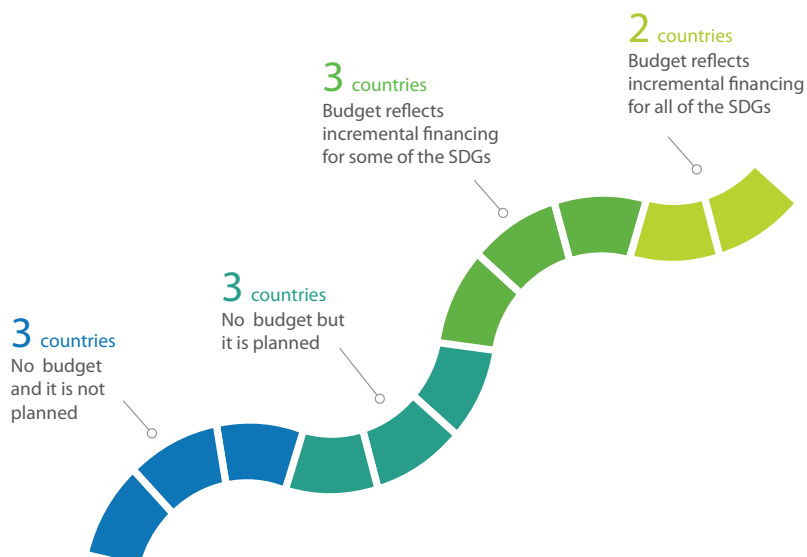 3 countries
No budget
and it is not
planned
3 countries
No budget but
it is planned
3 countries
Budget reflects
incremental financing
for some of the SDGs
2 countries
Budget reflects
incremental financing
for all of the SDGs